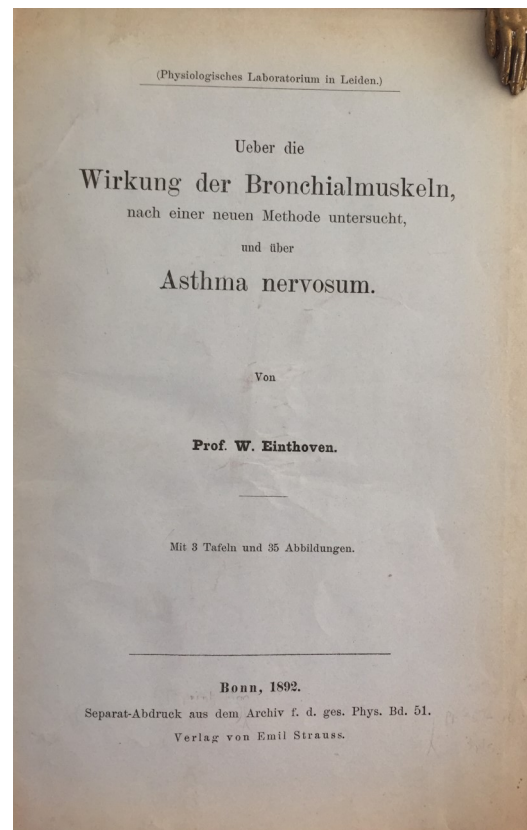 (Physiologisches Laboratorium in Leiden.)
Ueber die
Wirkung der Bronchialmuskeln,
nach einer neuen Methode untersucht,
und über
Asthma nervosum.
Von
Prof. W. Einthoven.
Mit 3 Tafeln und 35 Abbildungen.
Bonn, 1892.
Separat-Abdruck aus dem Archiv f. d. ges. Phys. Bd. 51.
Verlag von Emil Strauss.